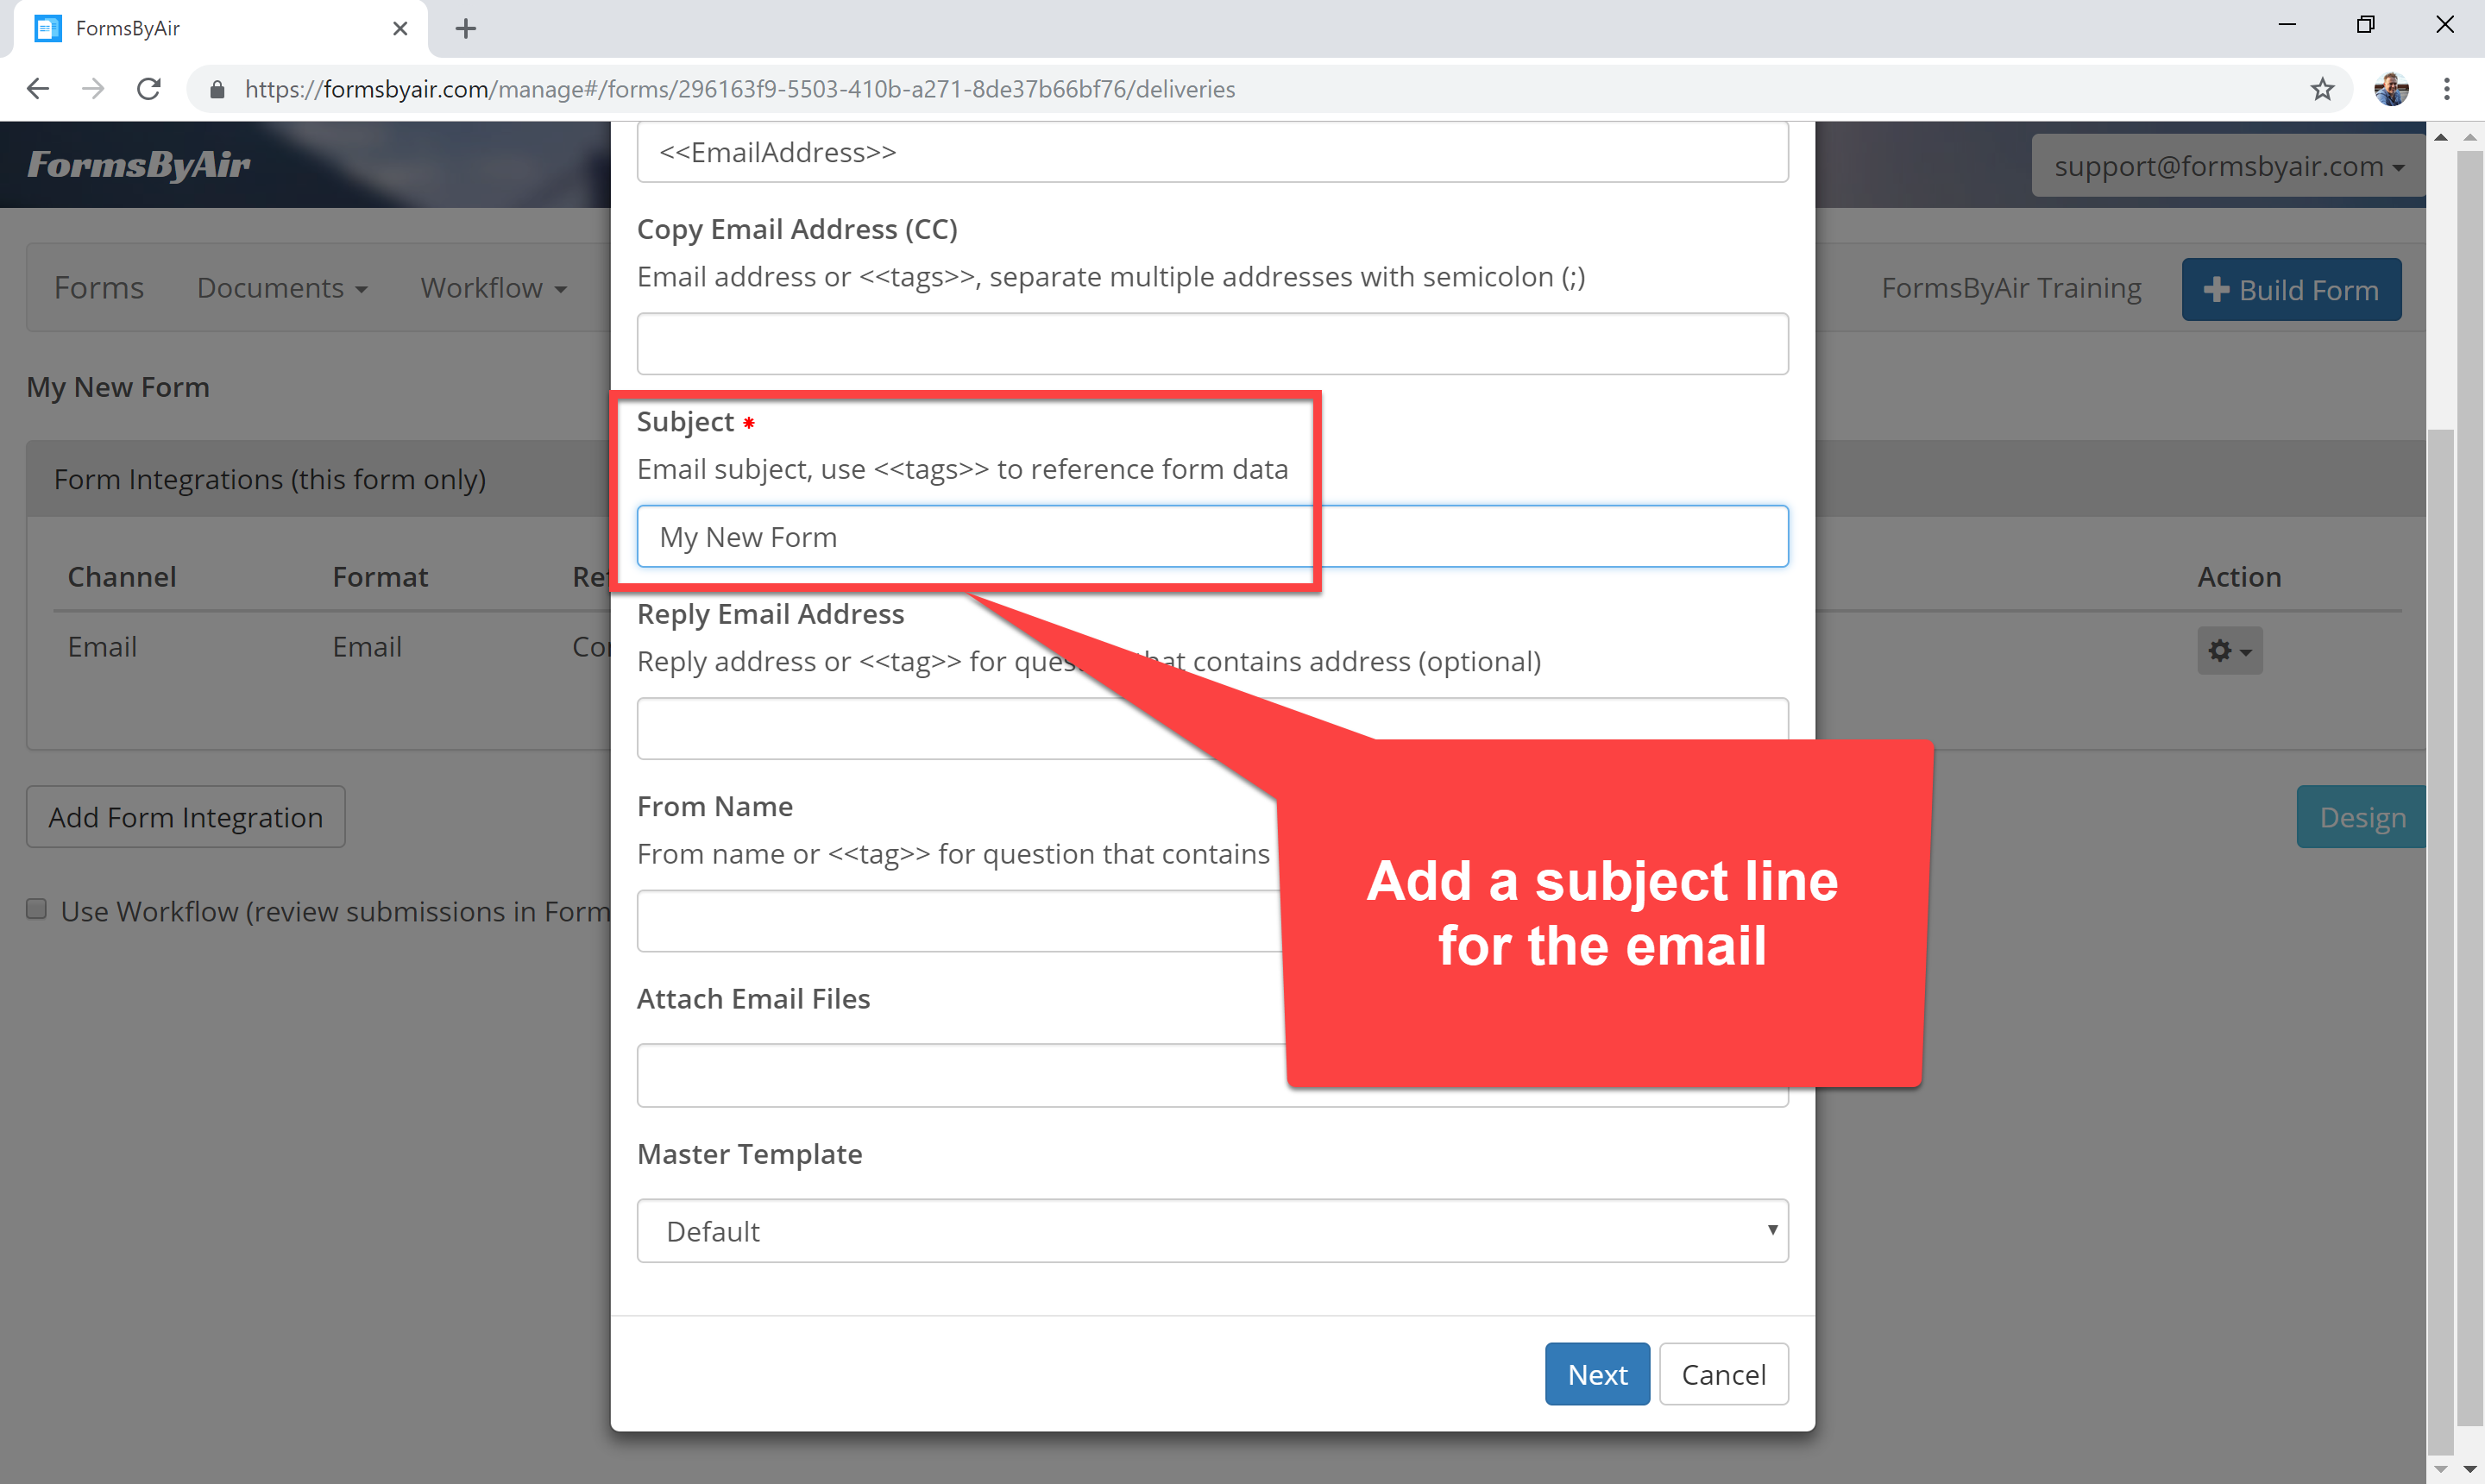 FormsByAir
https://formsbyair.com/manage#/forms/296163f9-5503-410b-a271-8de37b66bf76/deliveries
FormsByAir
support@formsbyair.com
Forms Documents Workflow
FormsByAir Training
Build Form
My New Form
Form Integrations (this form only)
Channel Format
Action
Email Email
Add Form Integration
Design
Use Workflow (review submissions in Form
<<EmailAddress>>
Copy Email Address (CC)
Email address or <<tags>>, separate multiple addresses with semicolon (;)
Subject *
Email subject, use <<tags>> to reference form data
My New Form
Reply Email Address
Reply address or <<tag>> for question that contains address (optional)
From Name
From name or <<tag>> for question that contains
Attach Email Files
Master Template
Default
Next Cancel
Add a subject line
for the email